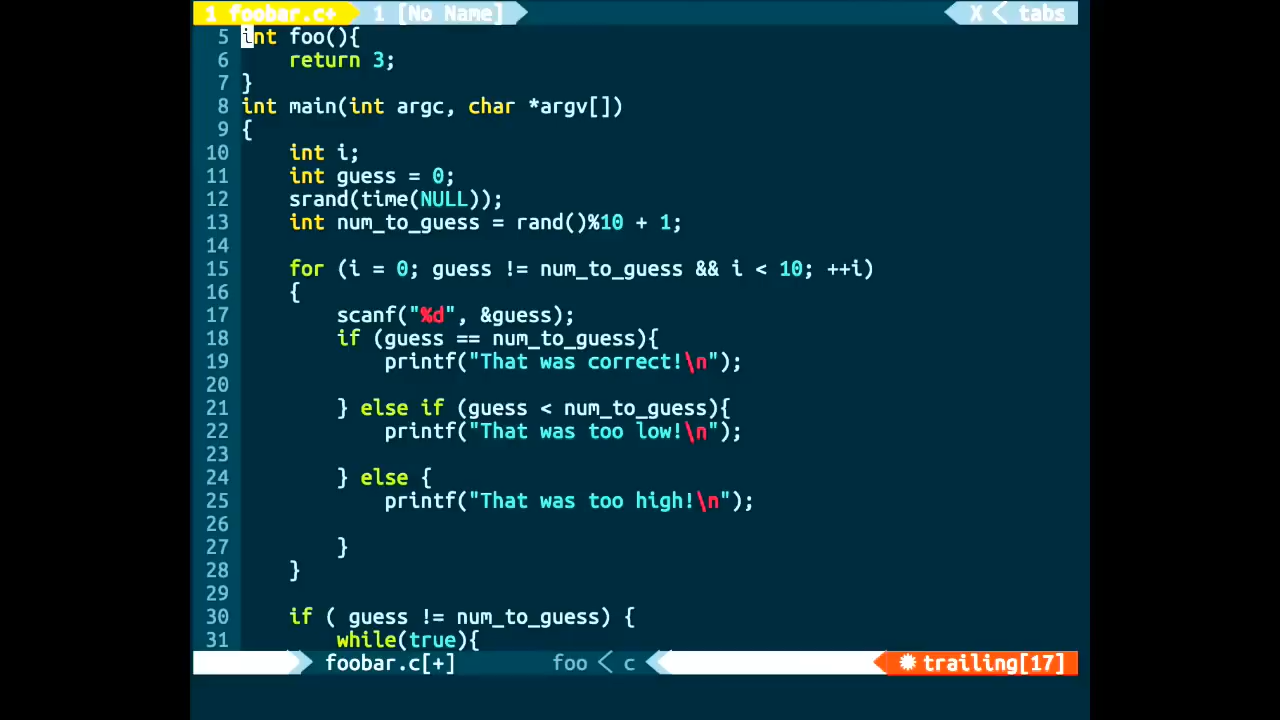 1 foobar.c+ 1 [No Name] X < tabs
5 int foo(){
6 return 3;
7 }
8 int main(int argc, char *argv[])
9 {
10 int i;
11 int guess = 0;
12 srand(time(NULL));
13 int num_to_guess = rand()%10 + 1;
14
15 for (i = 0; guess != num_to_guess && i < 10; ++i)
16 {
17 scanf("%d", &guess);
18 if (guess == num_to_guess){
19 printf("That was correct!\n");
20
21 } else if (guess < num_to_guess){
22 printf("That was too low!\n");
23
24 } else {
25 printf("That was too high!\n");
26
27 }
28 }
29
30 if ( guess != num_to_guess) {
31 while(true){
foobar.c[+] foo < c trailing[17]